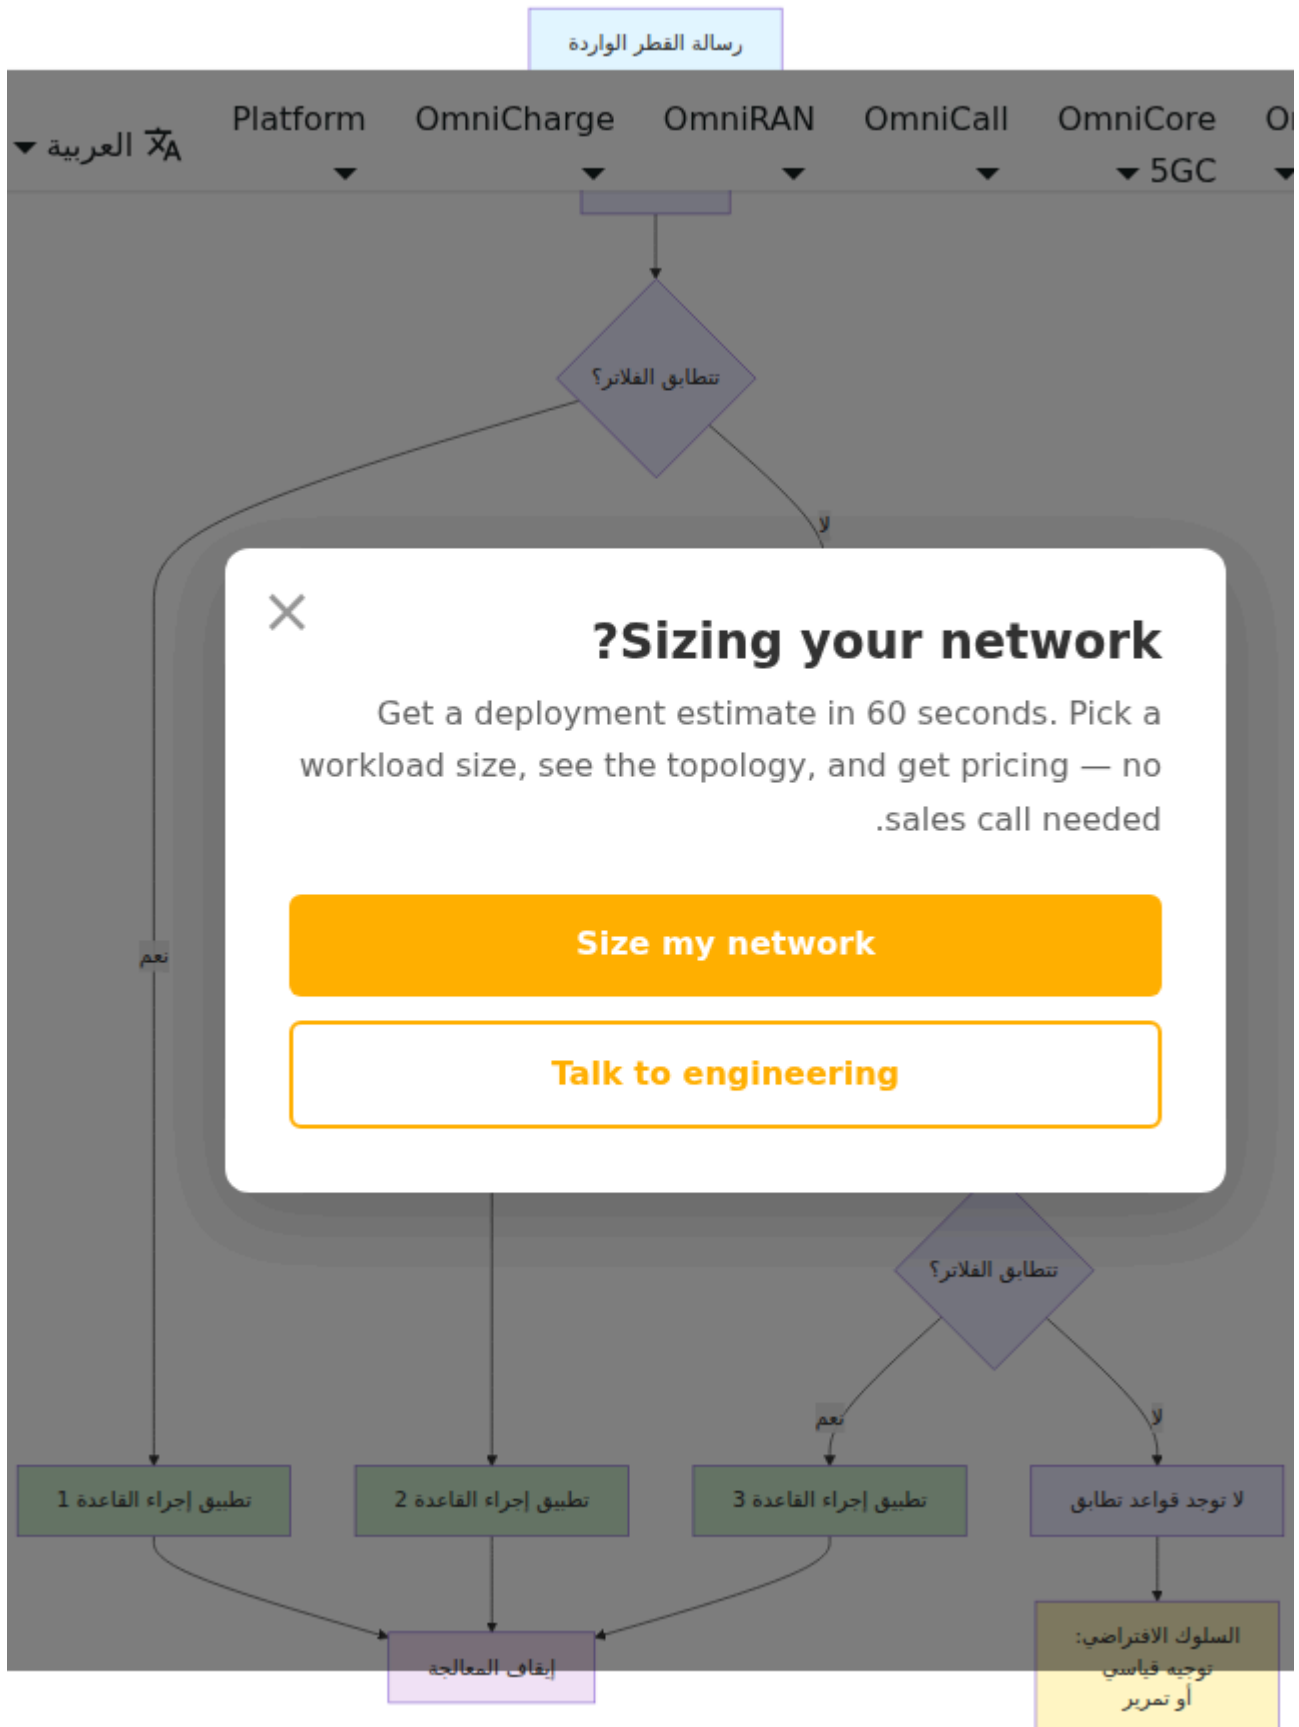 رسالة القطر الواردة
العربية
Platform
OmniCharge
OmniRAN
OmniCall
OmniCore
5GC
تتطابق الفلاتر؟
لا
Sizing your network?
Get a deployment estimate in 60 seconds. Pick a
workload size, see the topology, and get pricing — no
sales call needed.
Size my network
نعم
Talk to engineering
تتطابق الفلاتر؟
نعم
لا
تطبيق إجراء القاعدة 1
تطبيق إجراء القاعدة 2
تطبيق إجراء القاعدة 3
لا توجد قواعد تطابق
السلوك الافتراضي:
توجيه قياسي
أو تمرير
إيقاف المعالجة